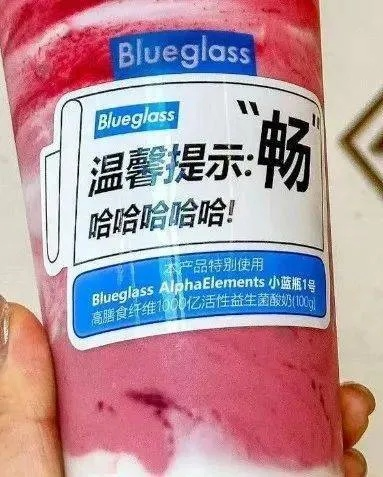 Blueglass
Blueglass
温馨提示:“畅”
哈哈哈哈哈!
本产品特别使用
Blueglass AlphaElements 小蓝瓶1号
高膳食纤维1000亿活性益生菌酸奶(100g)